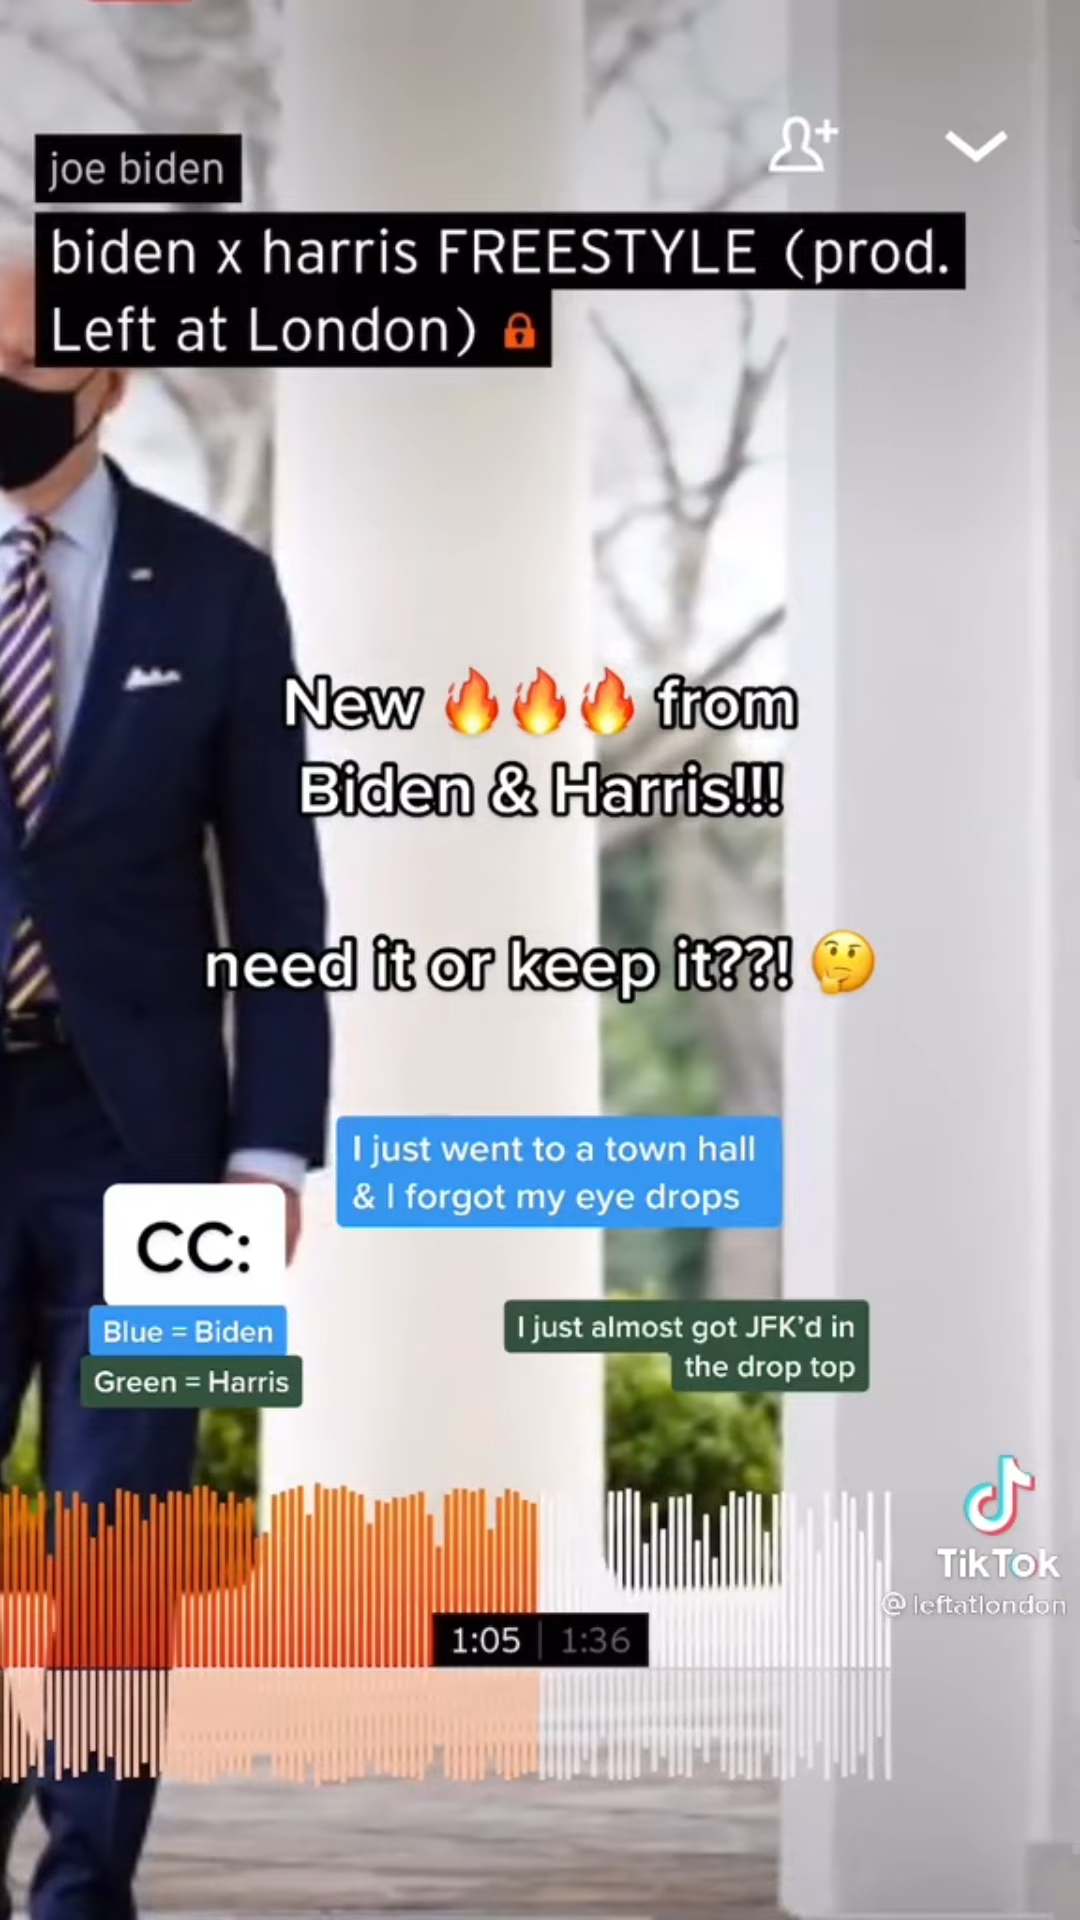 joe biden
biden x harris FREESTYLE (prod.
Left at London)
New 🔥🔥🔥 from
Biden & Harris!!!
need it or keep it??! 🤔
I just went to a town hall
& I forgot my eye drops
CC:
Blue = Biden
Green = Harris
I just almost got JFK'd in
the drop top
TikTok
@leftatlondon
1:05 | 1:36